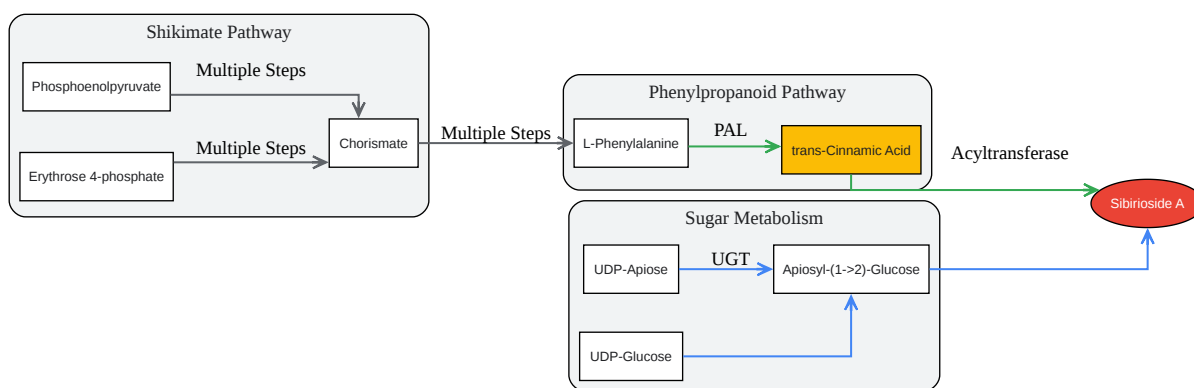 Shikimate Pathway
Phosphoenolpyruvate
Multiple Steps
Erythrose 4-phosphate
Multiple Steps
Chorismate
Multiple Steps
Phenylpropanoid Pathway
L-Phenylalanine
PAL
trans-Cinnamic Acid
Acyltransferase
Sibirioside A
Sugar Metabolism
UDP-Apiose
UGT
Apiosyl-(1->2)-Glucose
UDP-Glucose